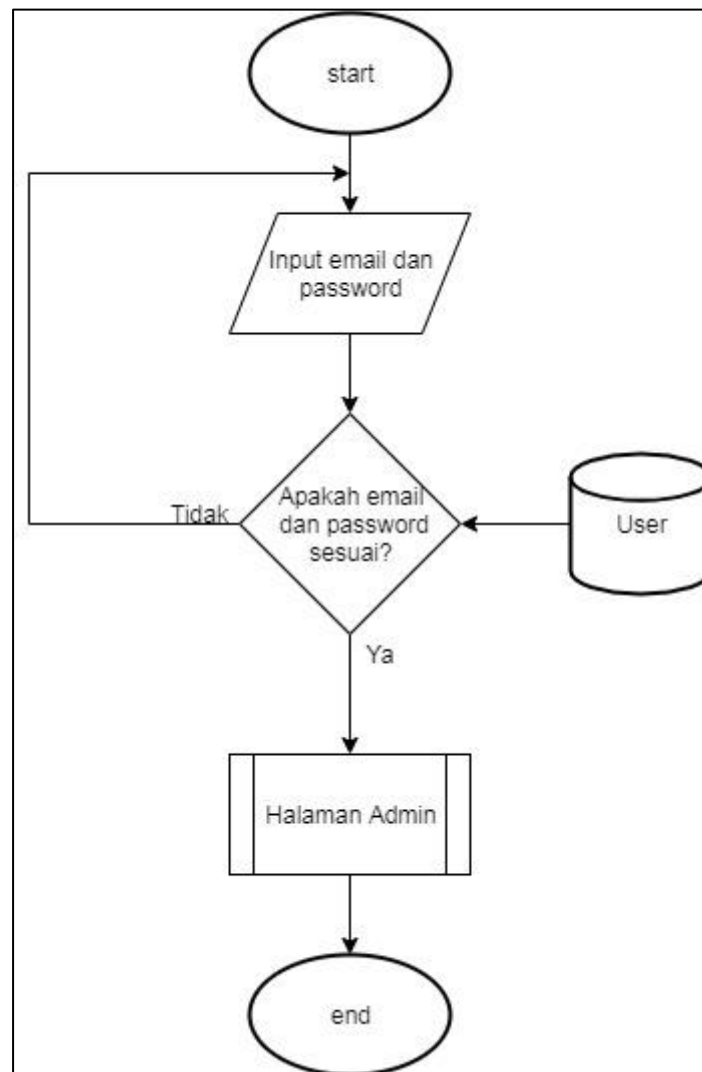 start
Input email dan
password
Apakah email
dan password
sesuai?
Tidak
User
Ya
Halaman Admin
end